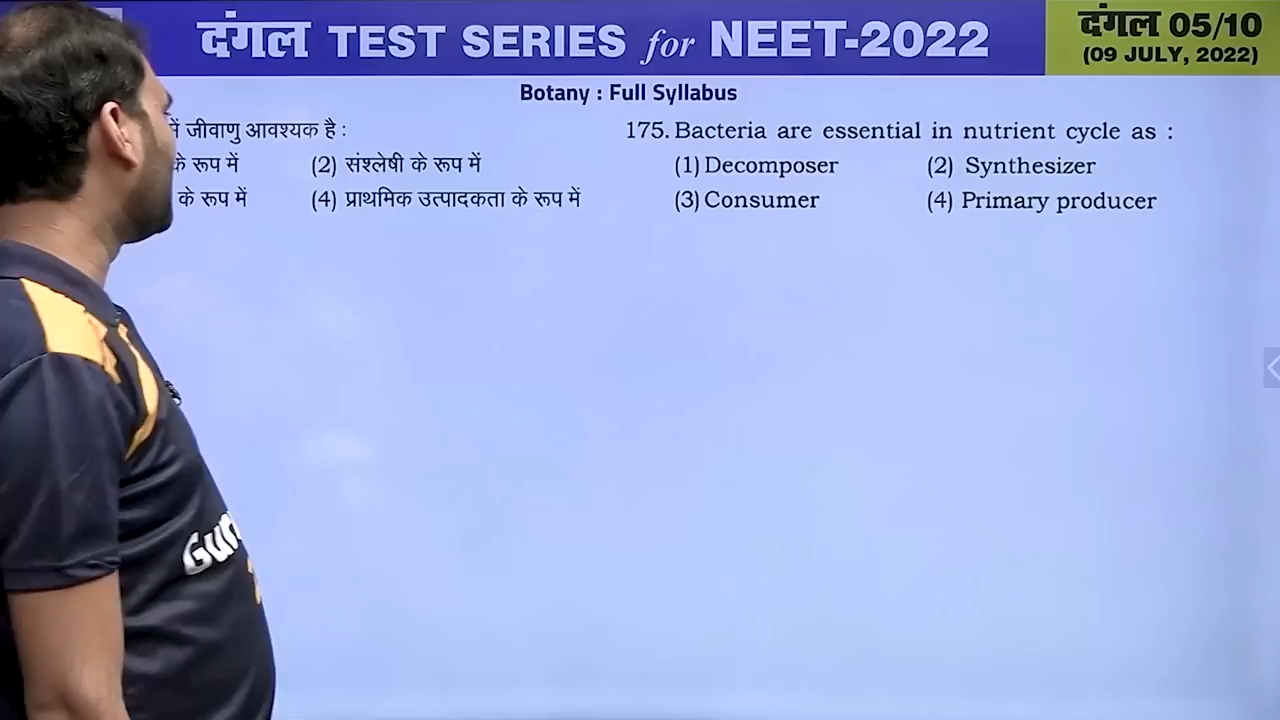 दंगल TEST SERIES for NEET-2022
दंगल 05/10
(09 JULY, 2022)
Botany : Full Syllabus
में जीवाणु आवश्यक है :
के रूप में (2) संश्लेषी के रूप में
के रूप में (4) प्राथमिक उत्पादकता के रूप में
175. Bacteria are essential in nutrient cycle as :
(1) Decomposer (2) Synthesizer
(3) Consumer (4) Primary producer